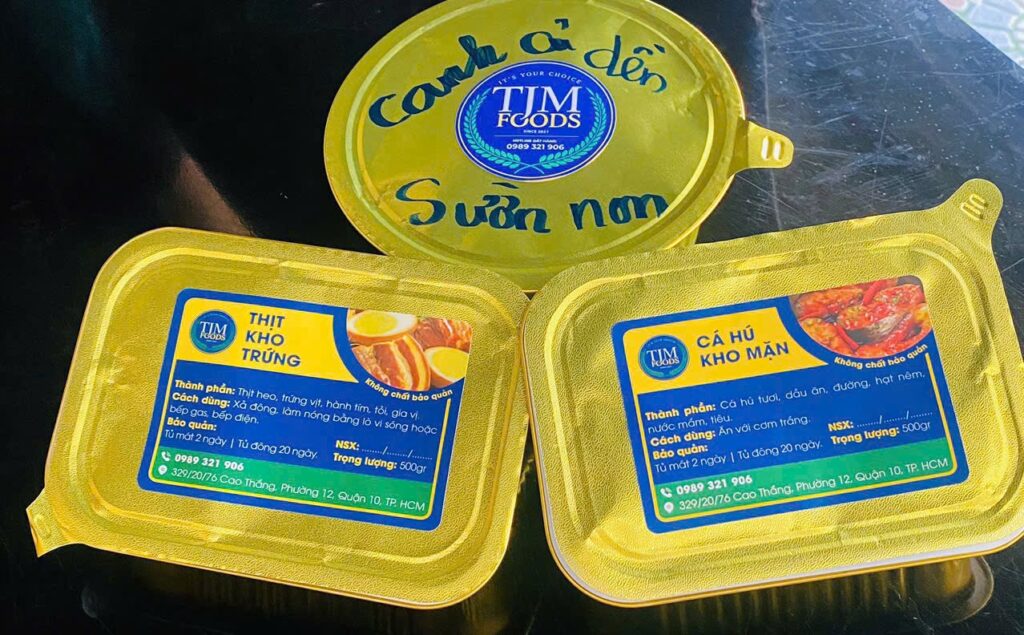 Canh củ dền
IT'S YOUR CHOICE
TJM
FOODS
SINCE 2021
HOTLINE ĐẶT HÀNG:
0989 321 906
Sườn non
TJM
FOODS
THỊT
KHO
TRỨNG
Không chất bảo quản
Thành phần: Thịt heo, trứng vịt, hành tím, tỏi, gia vị.
Cách dùng: Xả đông, làm nóng bằng lò vi sóng hoặc
bếp gas, bếp điện.
Bảo quản:
Tủ mát 2 ngày | Tủ đông 20 ngày.
NSX: ......./......./.......
Trọng lượng: 500gr
0989 321 906
329/20/76 Cao Thắng, Phường 12, Quận 10, TP. HCM
TJM
FOODS
CÁ HÚ
KHO MẶN
Không chất bảo quản
Thành phần: Cá hú tươi, dầu ăn, đường, hạt nêm,
nước mắm, tiêu.
Cách dùng: Ăn với cơm trắng.
Bảo quản:
Tủ mát 2 ngày | Tủ đông 20 ngày.
NSX: ......./......./.......
Trọng lượng: 500gr
0989 321 906
329/20/76 Cao Thắng, Phường 12, Quận 10, TP. HCM